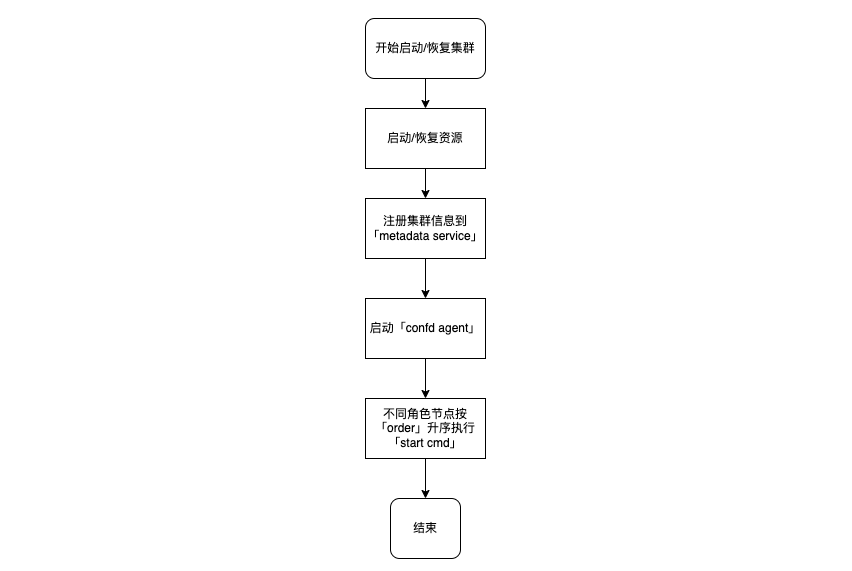 开始启动/恢复集群
启动/恢复资源
注册集群信息到
「metadata service」
启动「confd agent」
不同角色节点按
「order」升序执行
「start cmd」
结束